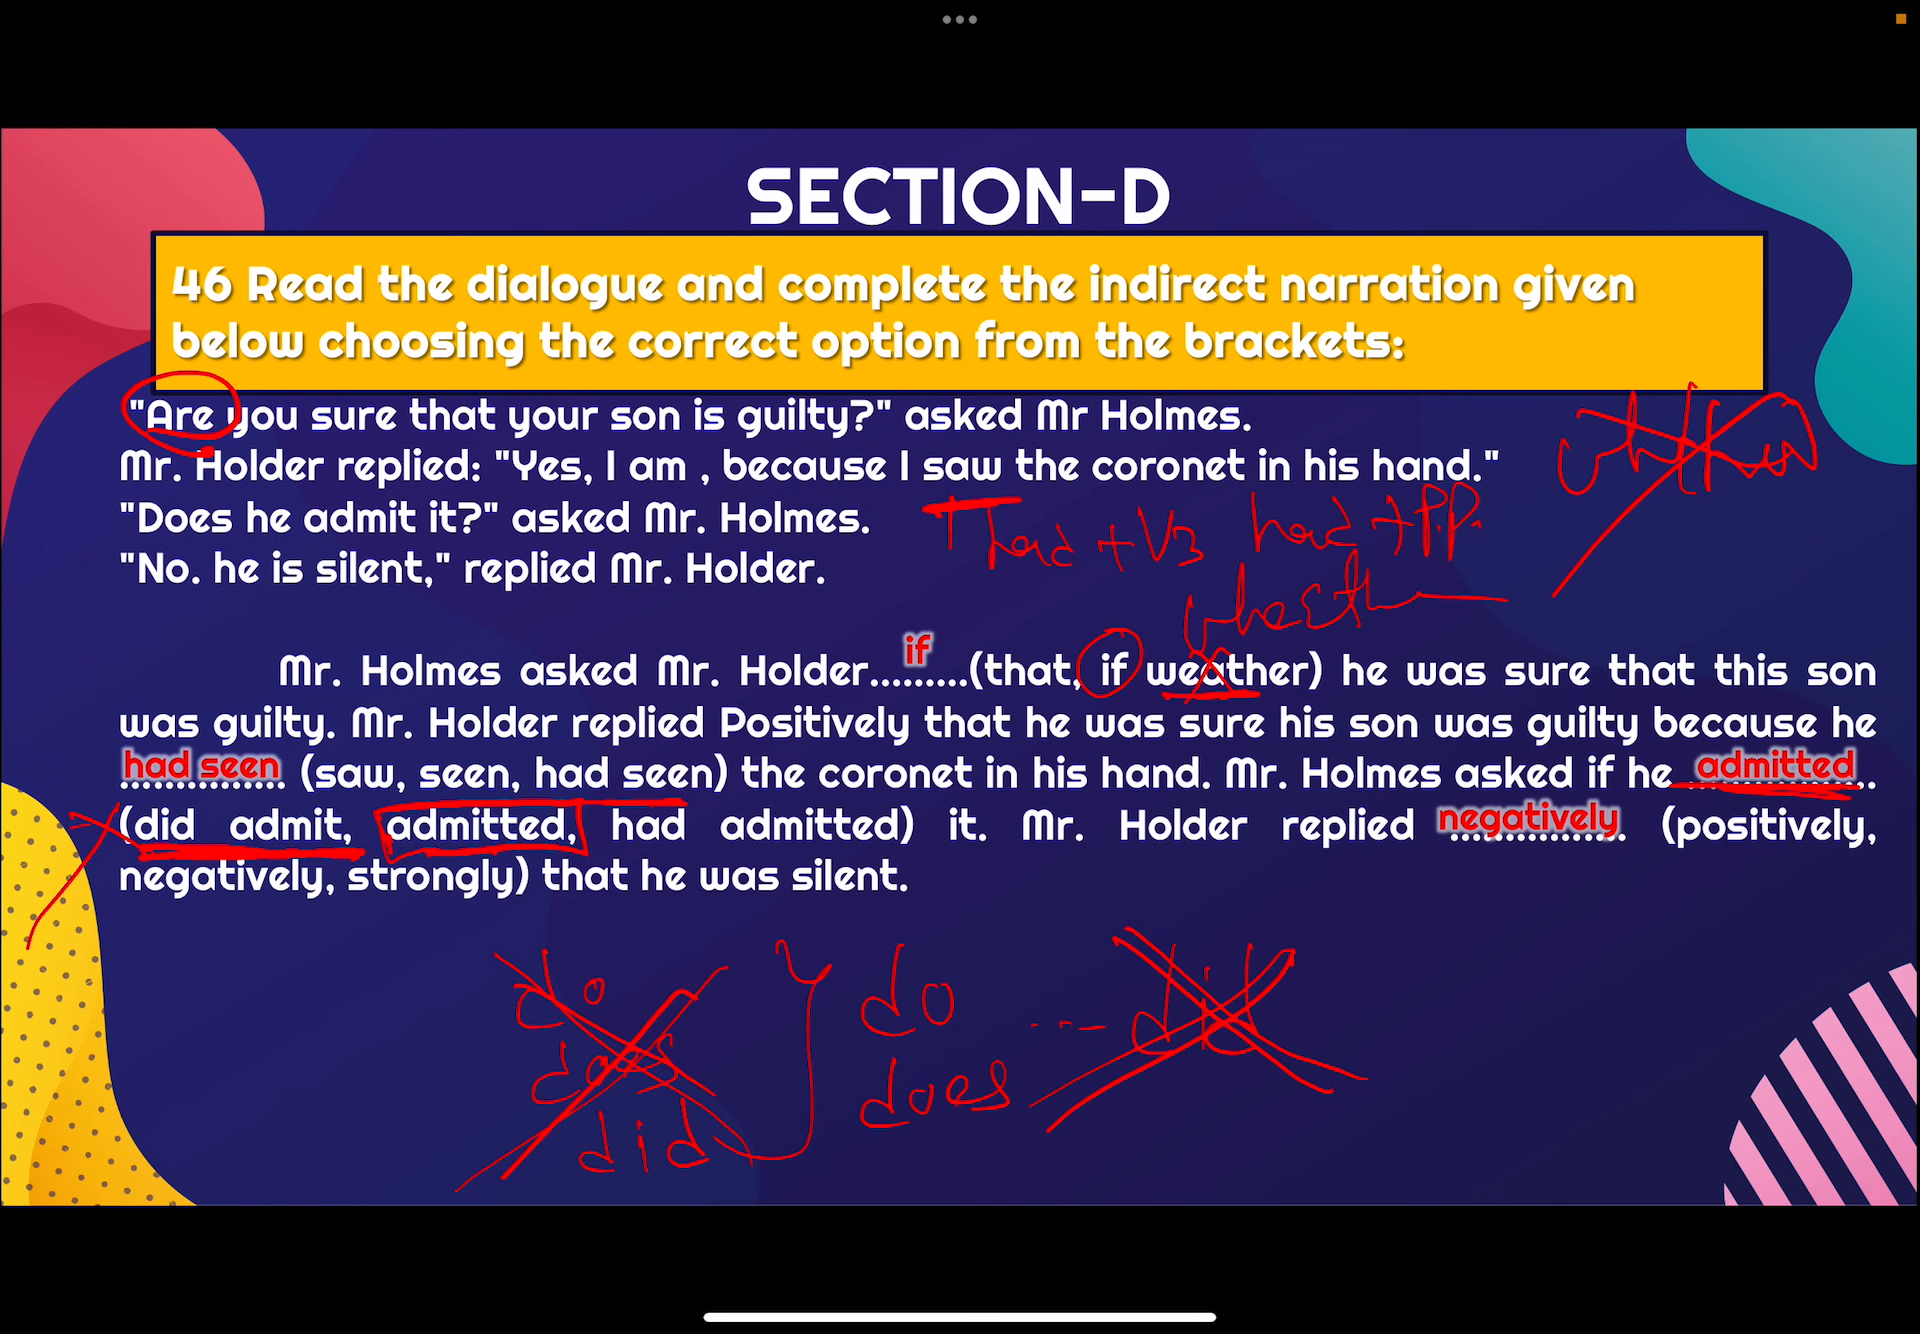 SECTION-D
46 Read the dialogue and complete the indirect narration given
below choosing the correct option from the brackets:
"Are you sure that your son is guilty?" asked Mr Holmes.
Mr. Holder replied: "Yes, I am , because I saw the coronet in his hand."
"Does he admit it?" asked Mr. Holmes.
had + V3 had + P.P.
"No. he is silent," replied Mr. Holder.
if
Mr. Holmes asked Mr. Holder.........(that, if weather) he was sure that this son
was guilty. Mr. Holder replied Positively that he was sure his son was guilty because he
had seen (saw, seen, had seen) the coronet in his hand. Mr. Holmes asked if he admitted..
(did admit, admitted, had admitted) it. Mr. Holder replied negatively. (positively,
negatively, strongly) that he was silent.
do do --- did
does does
did